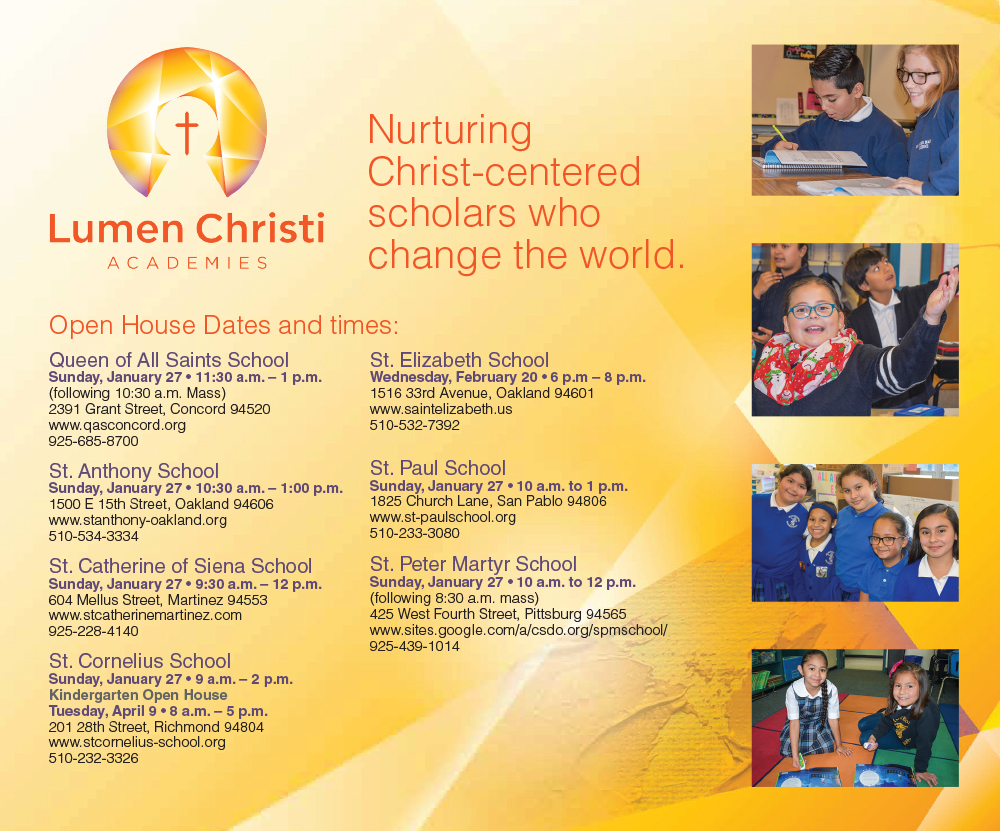 Lumen Christi
ACADEMIES
Nurturing
Christ-centered
scholars who
change the world.
Open House Dates and times:
Queen of All Saints School
Sunday, January 27 • 11:30 a.m. – 1 p.m.
(following 10:30 a.m. Mass)
2391 Grant Street, Concord 94520
www.qasconcord.org
925-685-8700
St. Anthony School
Sunday, January 27 • 10:30 a.m. – 1:00 p.m.
1500 E 15th Street, Oakland 94606
www.stanthony-oakland.org
510-534-3334
St. Catherine of Siena School
Sunday, January 27 • 9:30 a.m. – 12 p.m.
604 Mellus Street, Martinez 94553
www.stcatherinemartinez.com
925-228-4140
St. Cornelius School
Sunday, January 27 • 9 a.m. – 2 p.m.
Kindergarten Open House
Tuesday, April 9 • 8 a.m. – 5 p.m.
201 28th Street, Richmond 94804
www.stcornelius-school.org
510-232-3326
St. Elizabeth School
Wednesday, February 20 • 6 p.m – 8 p.m.
1516 33rd Avenue, Oakland 94601
www.saintelizabeth.us
510-532-7392
St. Paul School
Sunday, January 27 • 10 a.m. to 1 p.m.
1825 Church Lane, San Pablo 94806
www.st-paulschool.org
510-233-3080
St. Peter Martyr School
Sunday, January 27 • 10 a.m. to 12 p.m.
(following 8:30 a.m. mass)
425 West Fourth Street, Pittsburg 94565
www.sites.google.com/a/csdo.org/spmschool/
925-439-1014